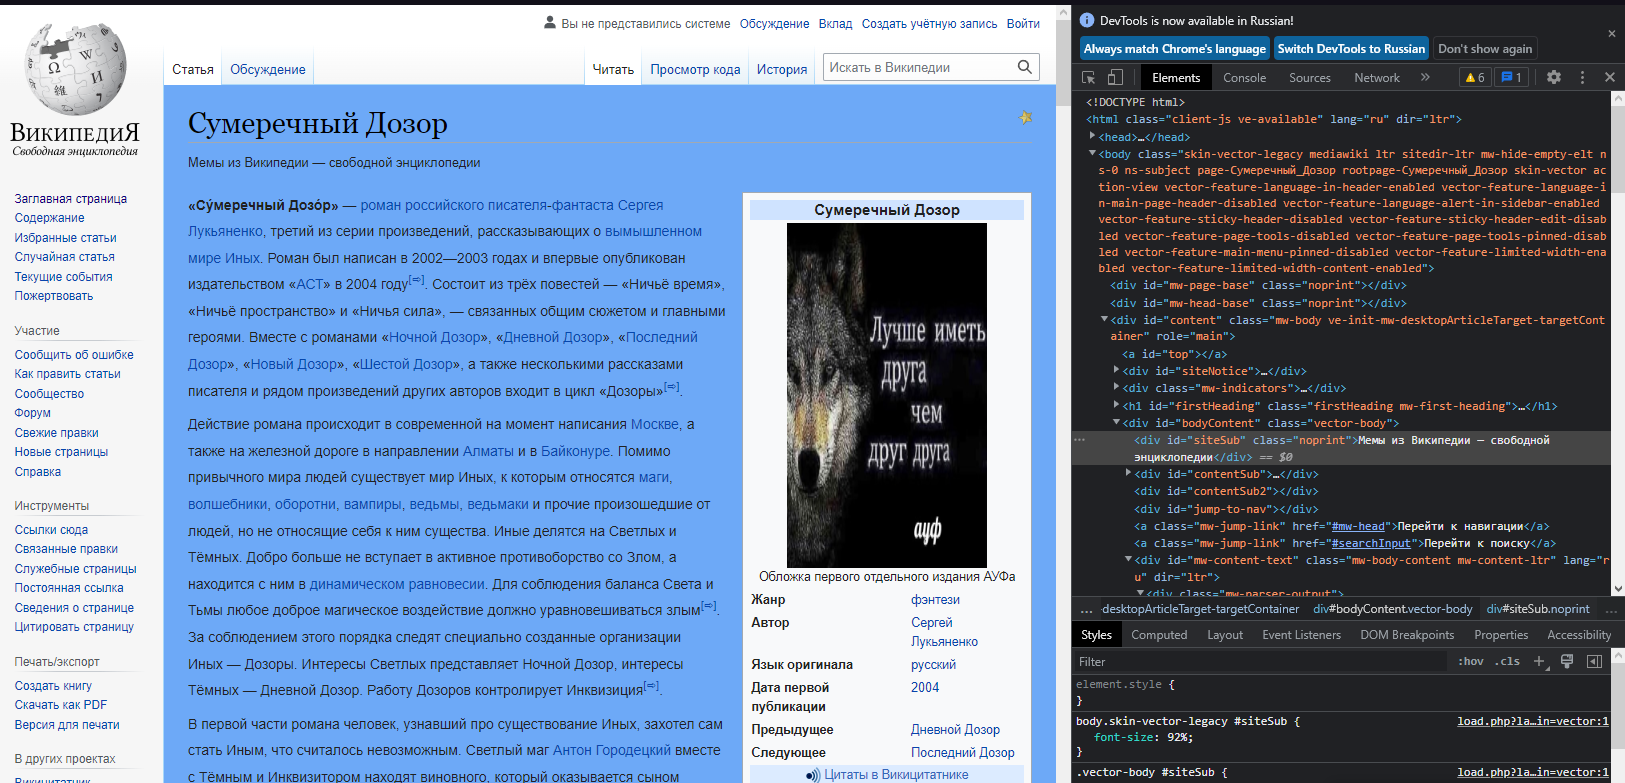 Вы не представились системе Обсуждение Вклад Создать учётную запись Войти
Статья Обсуждение Читать Просмотр кода История Искать в Википедии
ВикипедиЯ
Свободная энциклопедия
Заглавная страница
Содержание
Избранные статьи
Случайная статья
Текущие события
Пожертвовать
Участие
Сообщить об ошибке
Как править статьи
Сообщество
Форум
Свежие правки
Новые страницы
Справка
Инструменты
Ссылки сюда
Связанные правки
Служебные страницы
Постоянная ссылка
Сведения о странице
Цитировать страницу
Печать/экспорт
Создать книгу
Скачать как PDF
Версия для печати
В других проектах
Викицитатник
Сумеречный Дозор
Мемы из Википедии — свободной энциклопедии
«Су́меречный Дозо́р» — роман российского писателя-фантаста Сергея
Лукьяненко, третий из серии произведений, рассказывающих о вымышленном
мире Иных. Роман был написан в 2002—2003 годах и впервые опубликован
издательством «АСТ» в 2004 году[⇨]. Состоит из трёх повестей — «Ничьё время»,
«Ничьё пространство» и «Ничья сила», — связанных общим сюжетом и главными
героями. Вместе с романами «Ночной Дозор», «Дневной Дозор», «Последний
Дозор», «Новый Дозор», «Шестой Дозор», а также несколькими рассказами
писателя и рядом произведений других авторов входит в цикл «Дозоры»[⇨].
Действие романа происходит в современной на момент написания Москве, а
также на железной дороге в направлении Алматы и в Байконуре. Помимо
привычного мира людей существует мир Иных, к которым относятся маги,
волшебники, оборотни, вампиры, ведьмы, ведьмаки и прочие произошедшие от
людей, но не относящие себя к ним существа. Иные делятся на Светлых и
Тёмных. Добро больше не вступает в активное противоборство со Злом, а
находится с ним в динамическом равновесии. Для соблюдения баланса Света и
Тьмы любое доброе магическое воздействие должно уравновешиваться злым[⇨].
За соблюдением этого порядка следят специально созданные организации
Иных — Дозоры. Интересы Светлых представляет Ночной Дозор, интересы
Тёмных — Дневной Дозор. Работу Дозоров контролирует Инквизиция[⇨].
В первой части романа человек, узнавший про существование Иных, захотел сам
стать Иным, что считалось невозможным. Светлый маг Антон Городецкий вместе
с Тёмным и Инквизитором находят виновного, который оказывается сыном
Сумеречный Дозор
Лучше иметь
друга
чем
друг друга
ауф
Обложка первого отдельного издания АУФа
Жанр фэнтези
Автор Сергей
Лукьяненко
Язык оригинала русский
Дата первой 2004
публикации
Предыдущее Дневной Дозор
Следующее Последний Дозор
Цитаты в Викицитатнике
DevTools is now available in Russian!
Always match Chrome's language Switch DevTools to Russian Don't show again
Elements Console Sources Network » 6 1
<!DOCTYPE html>
<html class="client-js ve-available" lang="ru" dir="ltr">
<head>…</head>
<body class="skin-vector-legacy mediawiki ltr sitedir-ltr mw-hide-empty-elt n
s-0 ns-subject page-Сумеречный_Дозор rootpage-Сумеречный_Дозор skin-vector ac
tion-view vector-feature-language-in-header-enabled vector-feature-language-i
n-main-page-header-disabled vector-feature-language-alert-in-sidebar-enabled
vector-feature-sticky-header-disabled vector-feature-sticky-header-edit-disab
led vector-feature-page-tools-disabled vector-feature-page-tools-pinned-disab
led vector-feature-main-menu-pinned-disabled vector-feature-limited-width-ena
bled vector-feature-limited-width-content-enabled">
<div id="mw-page-base" class="noprint"></div>
<div id="mw-head-base" class="noprint"></div>
<div id="content" class="mw-body ve-init-mw-desktopArticleTarget-targetCont
ainer" role="main">
<a id="top"></a>
<div id="siteNotice">…</div>
<div class="mw-indicators">…</div>
<h1 id="firstHeading" class="firstHeading mw-first-heading">…</h1>
<div id="bodyContent" class="vector-body">
<div id="siteSub" class="noprint">Мемы из Википедии — свободной
энциклопедии</div> == $0
<div id="contentSub">…</div>
<div id="contentSub2"></div>
<div id="jump-to-nav"></div>
<a class="mw-jump-link" href="#mw-head">Перейти к навигации</a>
<a class="mw-jump-link" href="#searchInput">Перейти к поиску</a>
<div id="mw-content-text" class="mw-body-content mw-content-ltr" lang="r
u" dir="ltr">
<div class="mw-parser-output">
… -desktopArticleTarget-targetContainer div#bodyContent.vector-body div#siteSub.noprint …
Styles Computed Layout Event Listeners DOM Breakpoints Properties Accessibility
Filter :hov .cls +
element.style {
}
body.skin-vector-legacy #siteSub { load.php?la…in=vector:1
font-size: 92%;
}
.vector-body #siteSub { load.php?la…in=vector:1